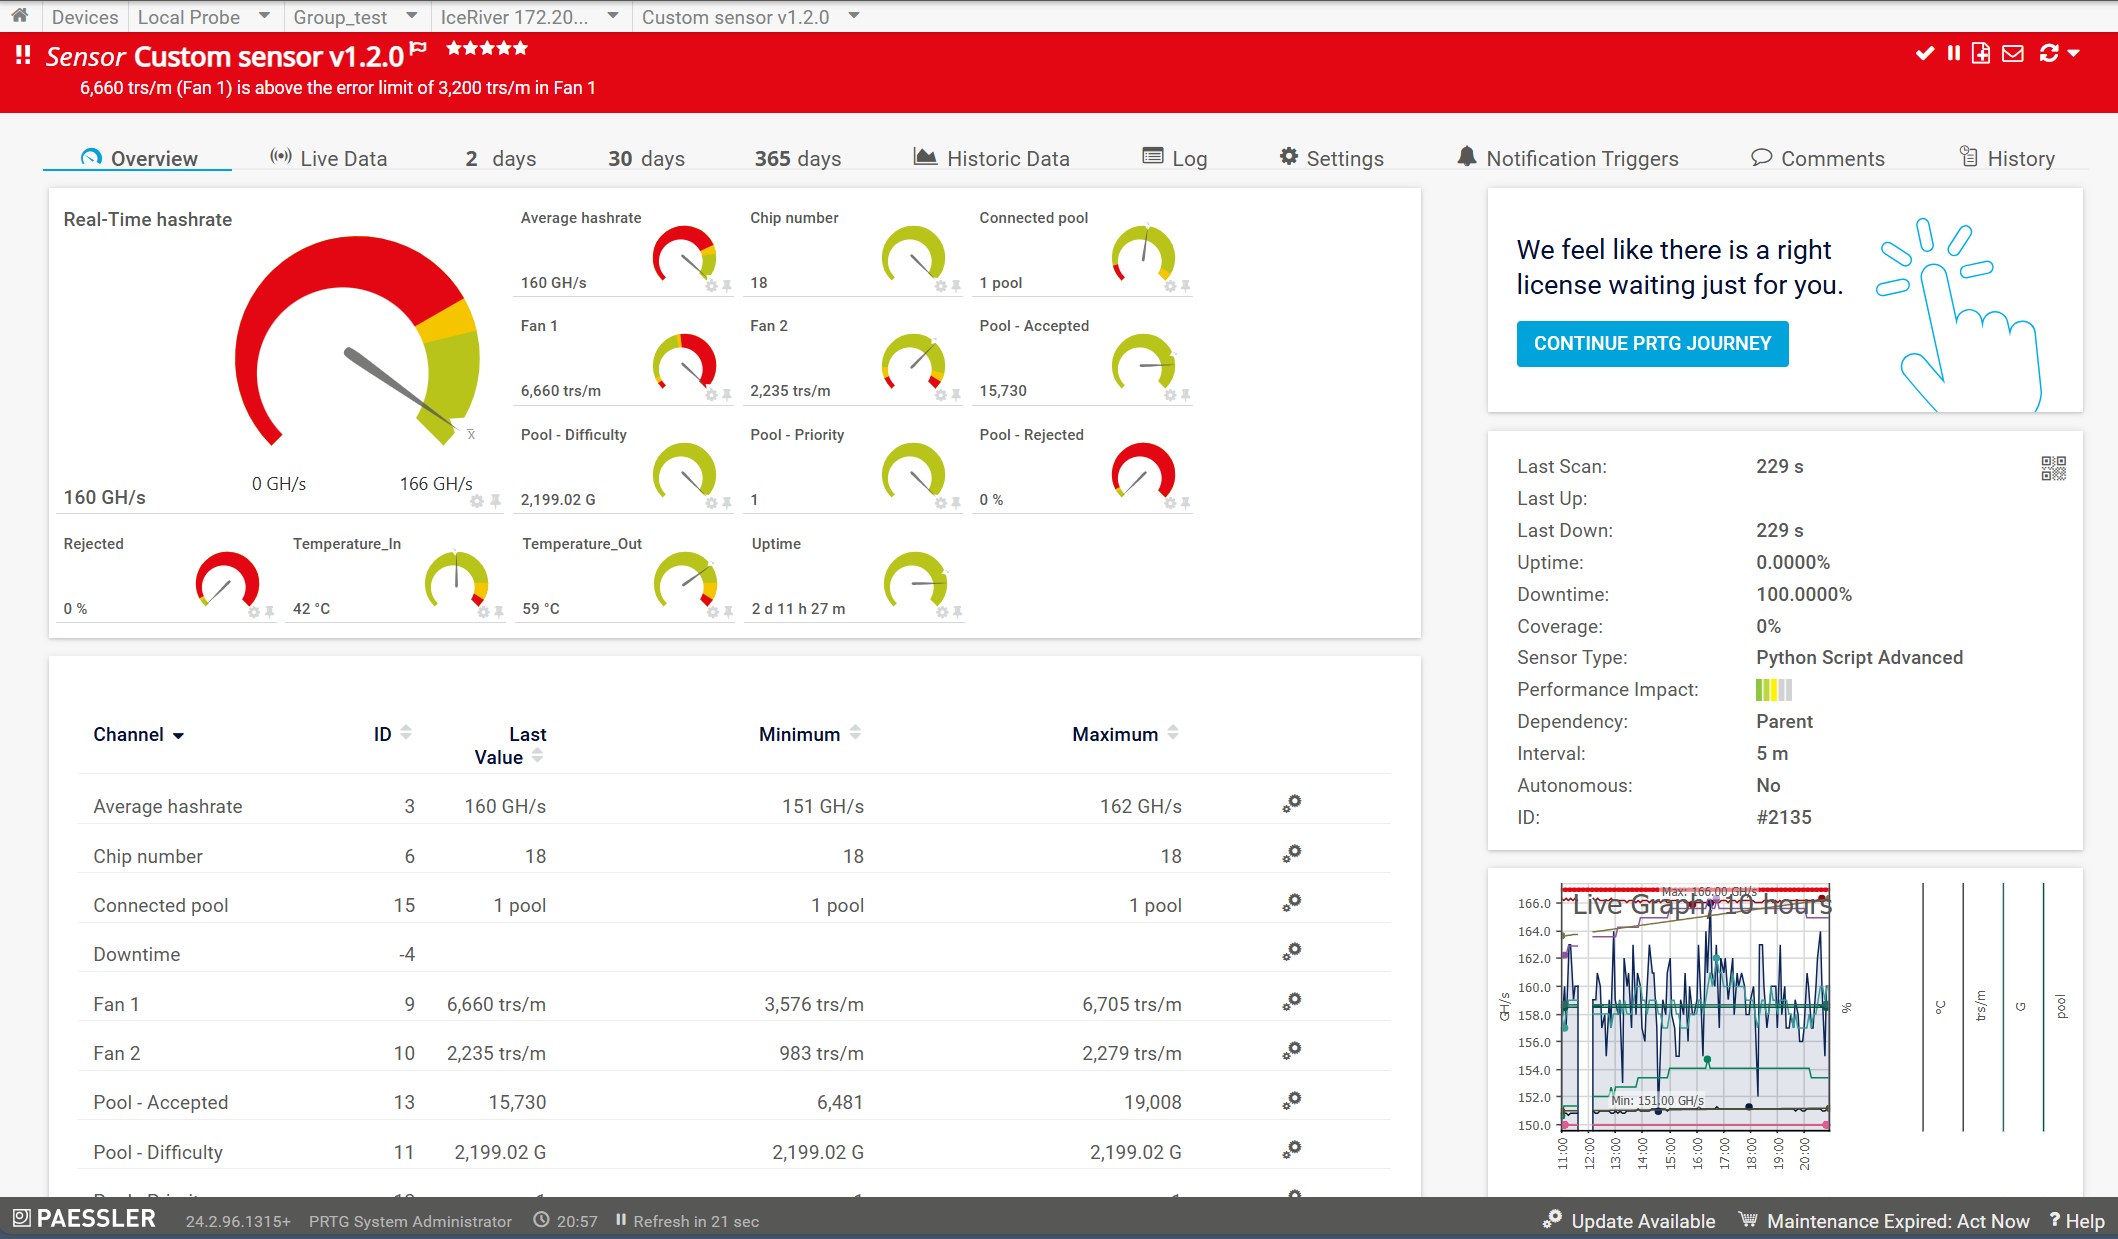 Devices Local Probe Group_test IceRiver 172.20... Custom sensor v1.2.0
!! Sensor Custom sensor v1.2.0
6,660 trs/m (Fan 1) is above the error limit of 3,200 trs/m in Fan 1
Overview Live Data 2 days 30 days 365 days Historic Data Log Settings Notification Triggers Comments History
Real-Time hashrate
160 GH/s
0 GH/s
166 GH/s
x̄
Average hashrate
160 GH/s
Chip number
18
Connected pool
1 pool
Fan 1
6,660 trs/m
Fan 2
2,235 trs/m
Pool - Accepted
15,730
Pool - Difficulty
2,199.02 G
Pool - Priority
1
Pool - Rejected
0 %
Rejected
0 %
Temperature_In
42 °C
Temperature_Out
59 °C
Uptime
2 d 11 h 27 m
Channel ID Last Value Minimum Maximum
Average hashrate 3 160 GH/s 151 GH/s 162 GH/s
Chip number 6 18 18 18
Connected pool 15 1 pool 1 pool 1 pool
Downtime -4
Fan 1 9 6,660 trs/m 3,576 trs/m 6,705 trs/m
Fan 2 10 2,235 trs/m 983 trs/m 2,279 trs/m
Pool - Accepted 13 15,730 6,481 19,008
Pool - Difficulty 11 2,199.02 G 2,199.02 G 2,199.02 G
We feel like there is a right
license waiting just for you.
CONTINUE PRTG JOURNEY
Last Scan: 229 s
Last Up:
Last Down: 229 s
Uptime: 0.0000%
Downtime: 100.0000%
Coverage: 0%
Sensor Type: Python Script Advanced
Performance Impact:
Dependency: Parent
Interval: 5 m
Autonomous: No
ID: #2135
Live Graph, 10 hours
Max: 166.00 GH/s
Min: 151.00 GH/s
166.0
164.0
162.0
160.0
158.0
156.0
154.0
152.0
150.0
GH/s
%
°C
trs/m
G
pool
11:00 12:00 13:00 14:00 15:00 16:00 17:00 18:00 19:00 20:00
PAESSLER 24.2.96.1315+ PRTG System Administrator 20:57 Refresh in 21 sec Update Available Maintenance Expired: Act Now ? Help